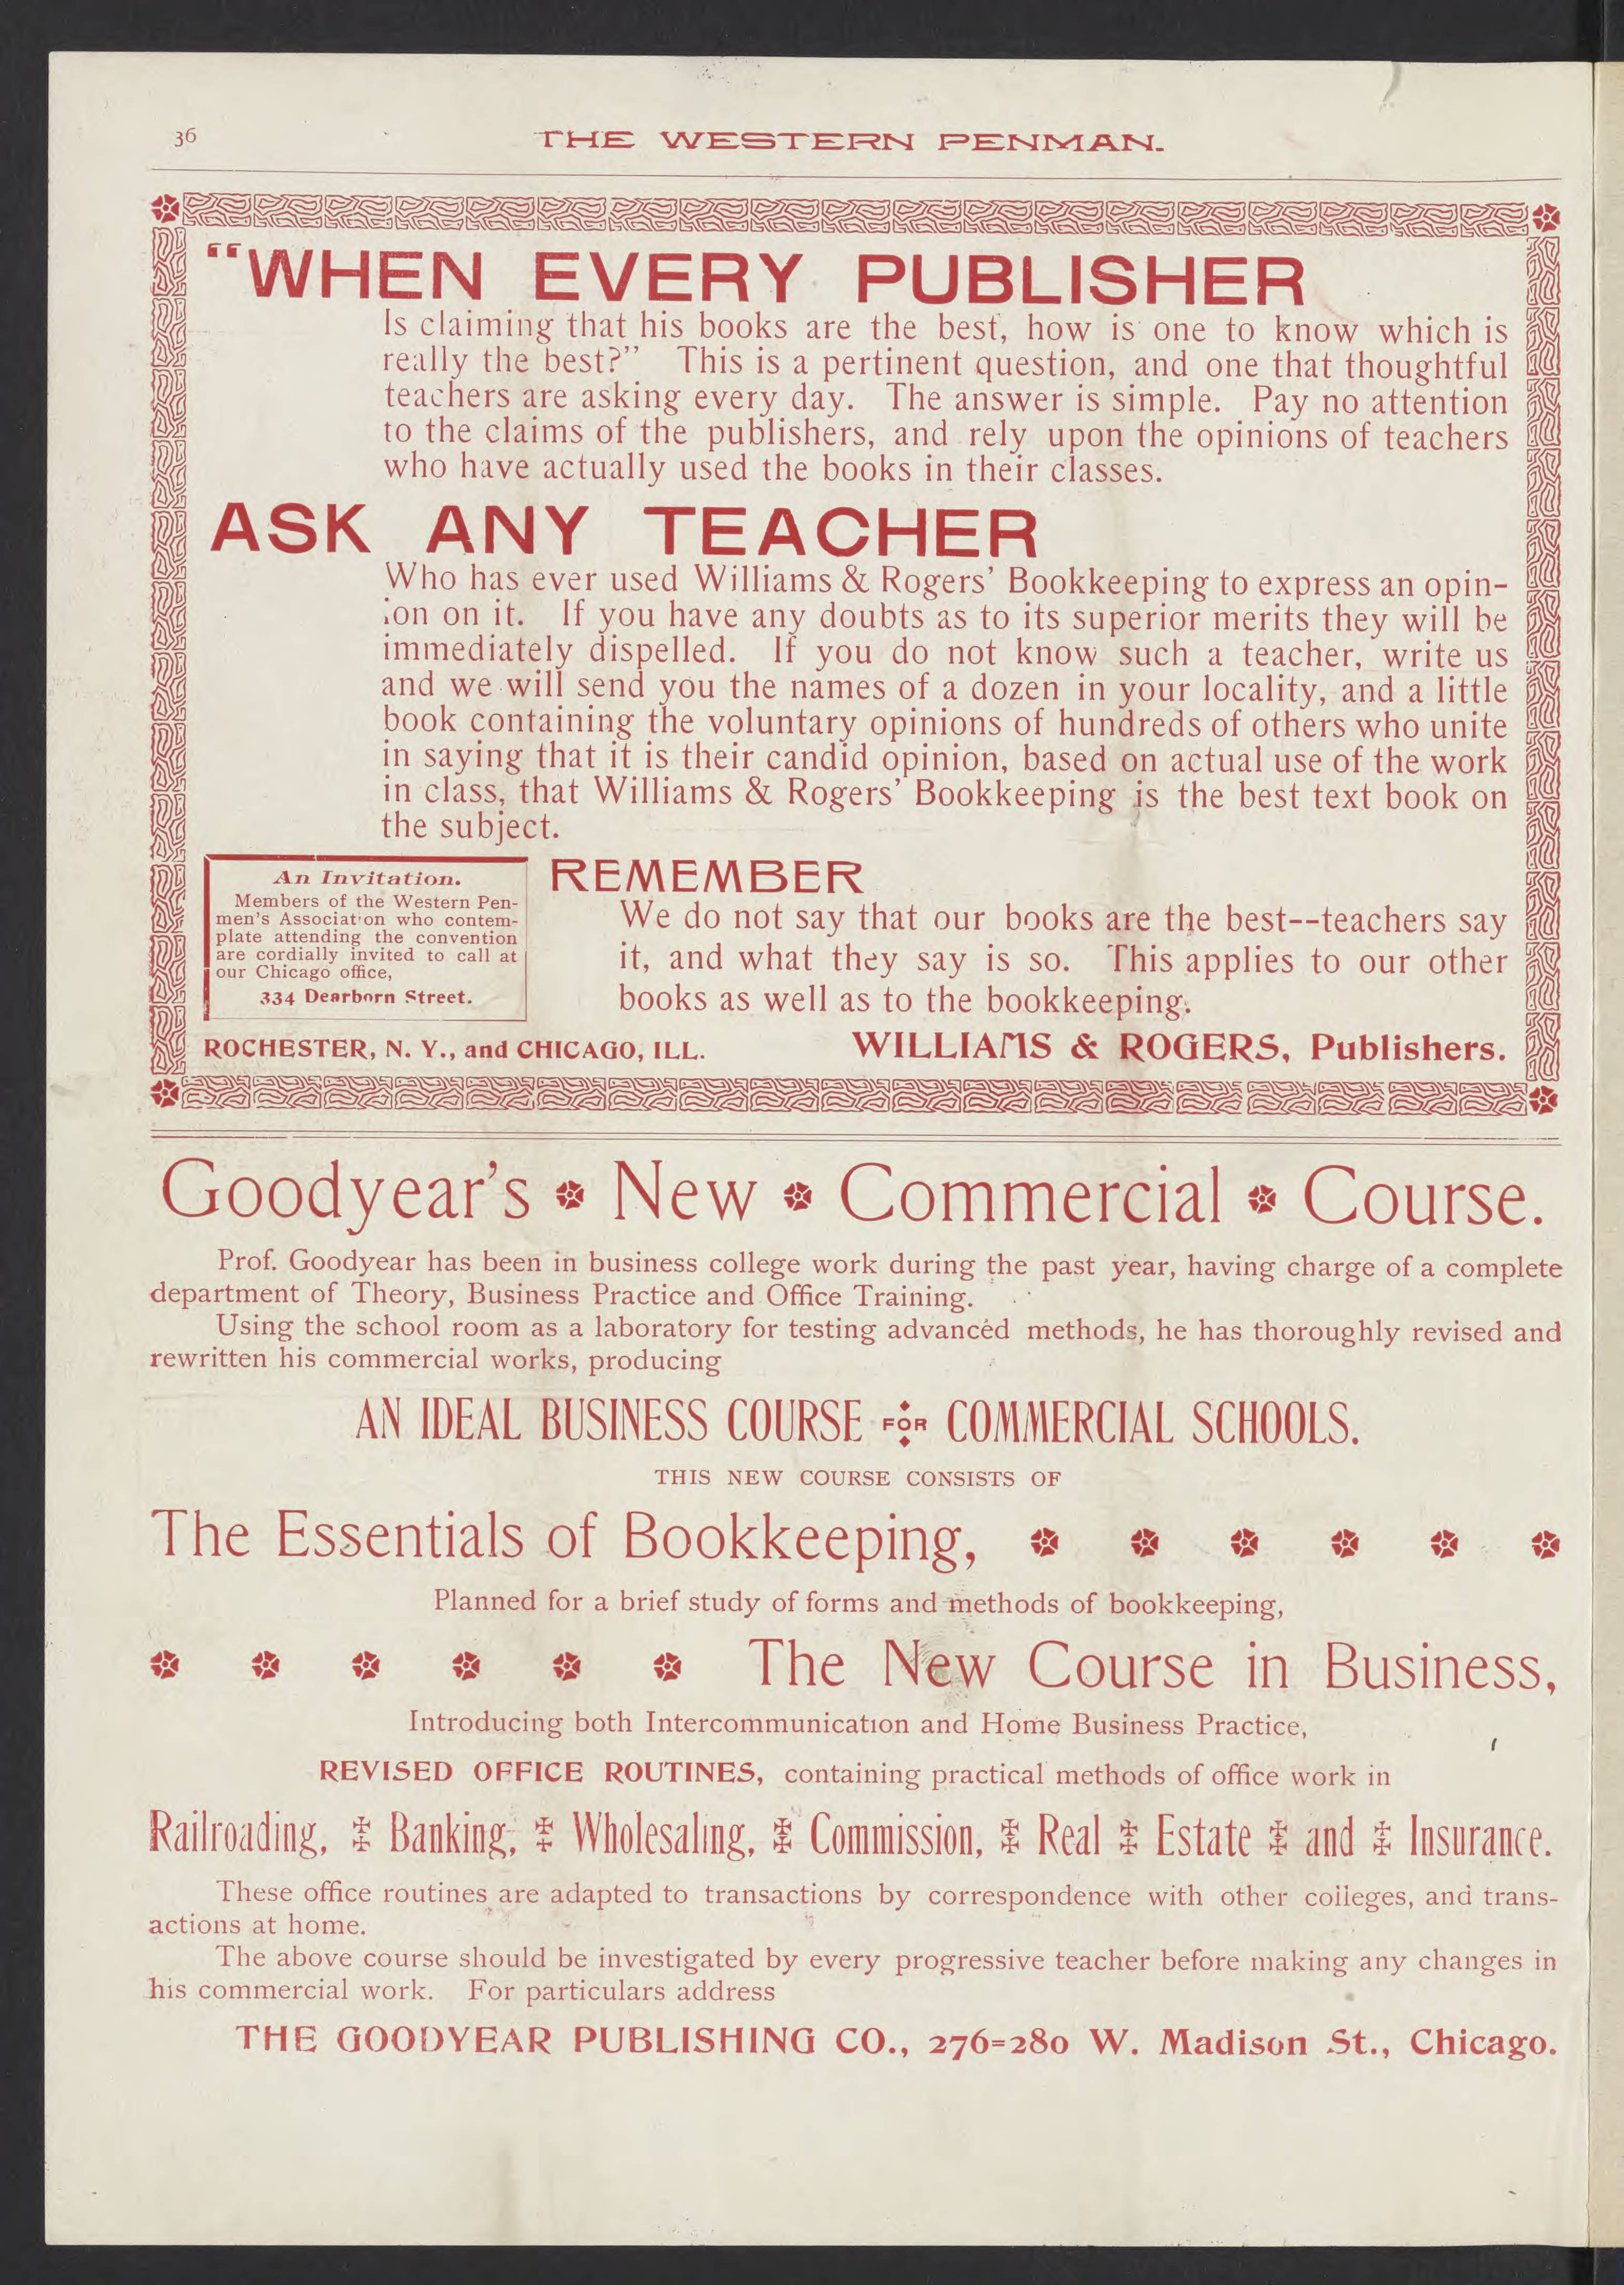 36
THE WESTERN PENMAN.
"WHEN EVERY PUBLISHER
Is claiming that his books are the best, how is one to know which is
really the best?" This is a pertinent question, and one that thoughtful
teachers are asking every day. The answer is simple. Pay no attention
to the claims of the publishers, and rely upon the opinions of teachers
who have actually used the books in their classes.
ASK ANY TEACHER
Who has ever used Williams & Rogers' Bookkeeping to express an opin-
ion on it. If you have any doubts as to its superior merits they will be
immediately dispelled. If you do not know such a teacher, write us
and we will send you the names of a dozen in your locality, and a little
book containing the voluntary opinions of hundreds of others who unite
in saying that it is their candid opinion, based on actual use of the work
in class, that Williams & Rogers' Bookkeeping is the best text book on
the subject.
An Invitation.
Members of the Western Pen-
men's Association who contem-
plate attending the convention
are cordially invited to call at
our Chicago office,
334 Dearborn Street.
REMEMBER
We do not say that our books are the best--teachers say
it, and what they say is so. This applies to our other
books as well as to the bookkeeping.
ROCHESTER, N. Y., and CHICAGO, ILL.
WILLIAMS & ROGERS, Publishers.
Goodyear's New Commercial Course.
Prof. Goodyear has been in business college work during the past year, having charge of a complete
department of Theory, Business Practice and Office Training.
Using the school room as a laboratory for testing advanced methods, he has thoroughly revised and
rewritten his commercial works, producing
AN IDEAL BUSINESS COURSE FOR COMMERCIAL SCHOOLS.
THIS NEW COURSE CONSISTS OF
The Essentials of Bookkeeping,
Planned for a brief study of forms and methods of bookkeeping,
The New Course in Business,
Introducing both Intercommunication and Home Business Practice,
REVISED OFFICE ROUTINES, containing practical methods of office work in
Railroading, Banking, Wholesaling, Commission, Real Estate and Insurance.
These office routines are adapted to transactions by correspondence with other colleges, and trans-
actions at home.
The above course should be investigated by every progressive teacher before making any changes in
his commercial work. For particulars address
THE GOODYEAR PUBLISHING CO., 276=280 W. Madison St., Chicago.